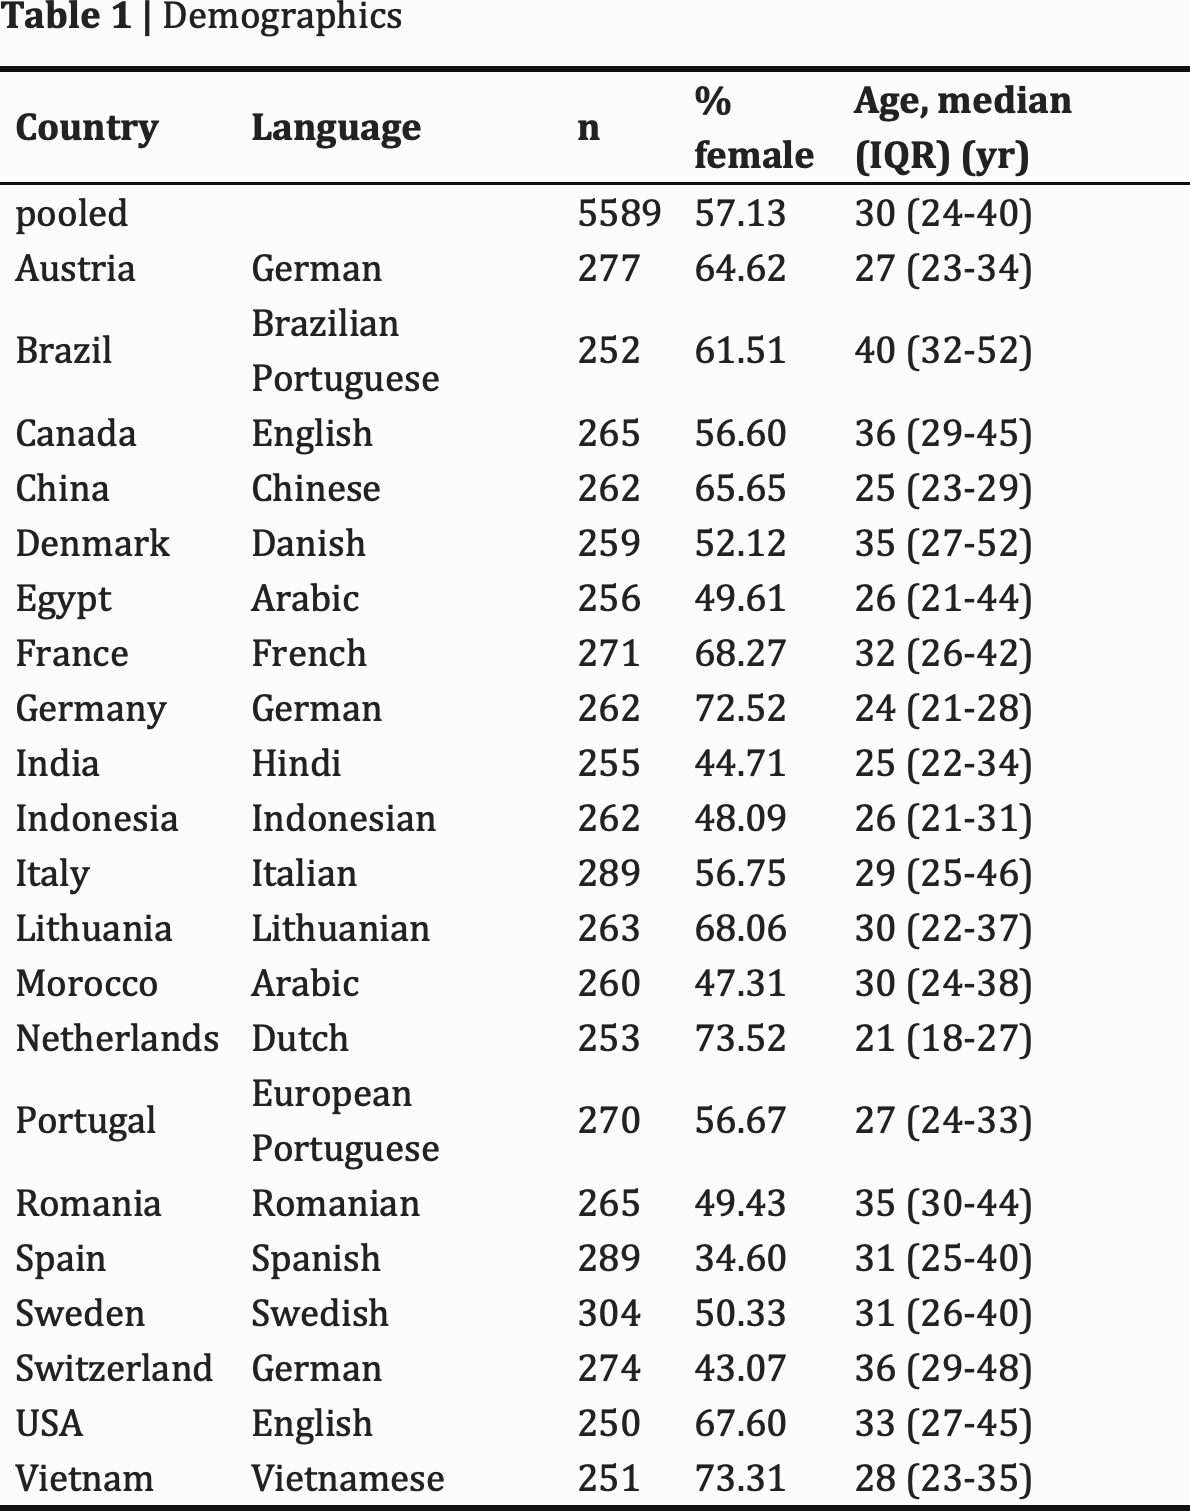 Table 1 | Demographics
Country Language n % female Age, median (IQR) (yr)
pooled 5589 57.13 30 (24-40)
Austria German 277 64.62 27 (23-34)
Brazil Brazilian Portuguese 252 61.51 40 (32-52)
Canada English 265 56.60 36 (29-45)
China Chinese 262 65.65 25 (23-29)
Denmark Danish 259 52.12 35 (27-52)
Egypt Arabic 256 49.61 26 (21-44)
France French 271 68.27 32 (26-42)
Germany German 262 72.52 24 (21-28)
India Hindi 255 44.71 25 (22-34)
Indonesia Indonesian 262 48.09 26 (21-31)
Italy Italian 289 56.75 29 (25-46)
Lithuania Lithuanian 263 68.06 30 (22-37)
Morocco Arabic 260 47.31 30 (24-38)
Netherlands Dutch 253 73.52 21 (18-27)
Portugal European Portuguese 270 56.67 27 (24-33)
Romania Romanian 265 49.43 35 (30-44)
Spain Spanish 289 34.60 31 (25-40)
Sweden Swedish 304 50.33 31 (26-40)
Switzerland German 274 43.07 36 (29-48)
USA English 250 67.60 33 (27-45)
Vietnam Vietnamese 251 73.31 28 (23-35)